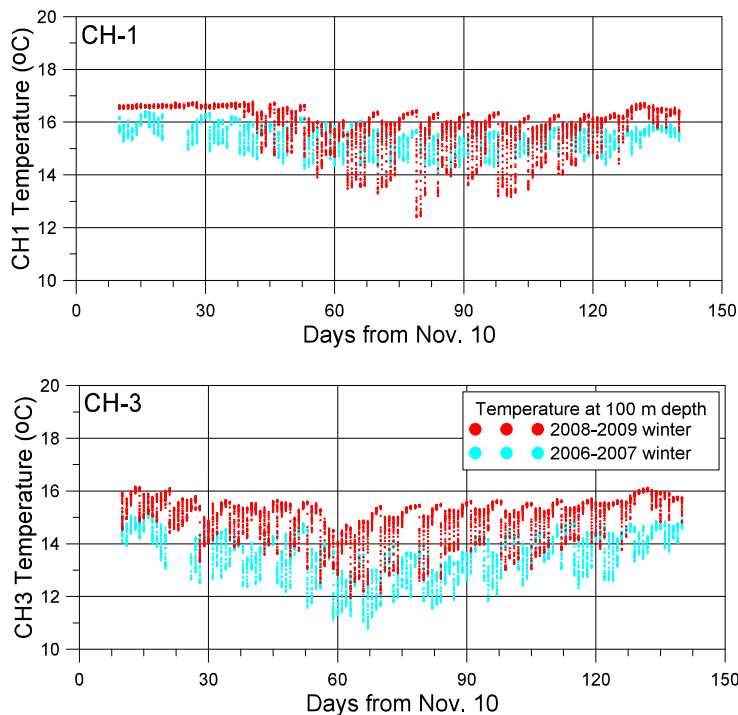 CH-1
CH1 Temperature (oC)
20
18
16
14
12
10
0 30 60 90 120 150
Days from Nov. 10
CH-3
CH3 Temperature (oC)
20
18
16
14
12
10
Temperature at 100 m depth
2008-2009 winter
2006-2007 winter
0 30 60 90 120 150
Days from Nov. 10